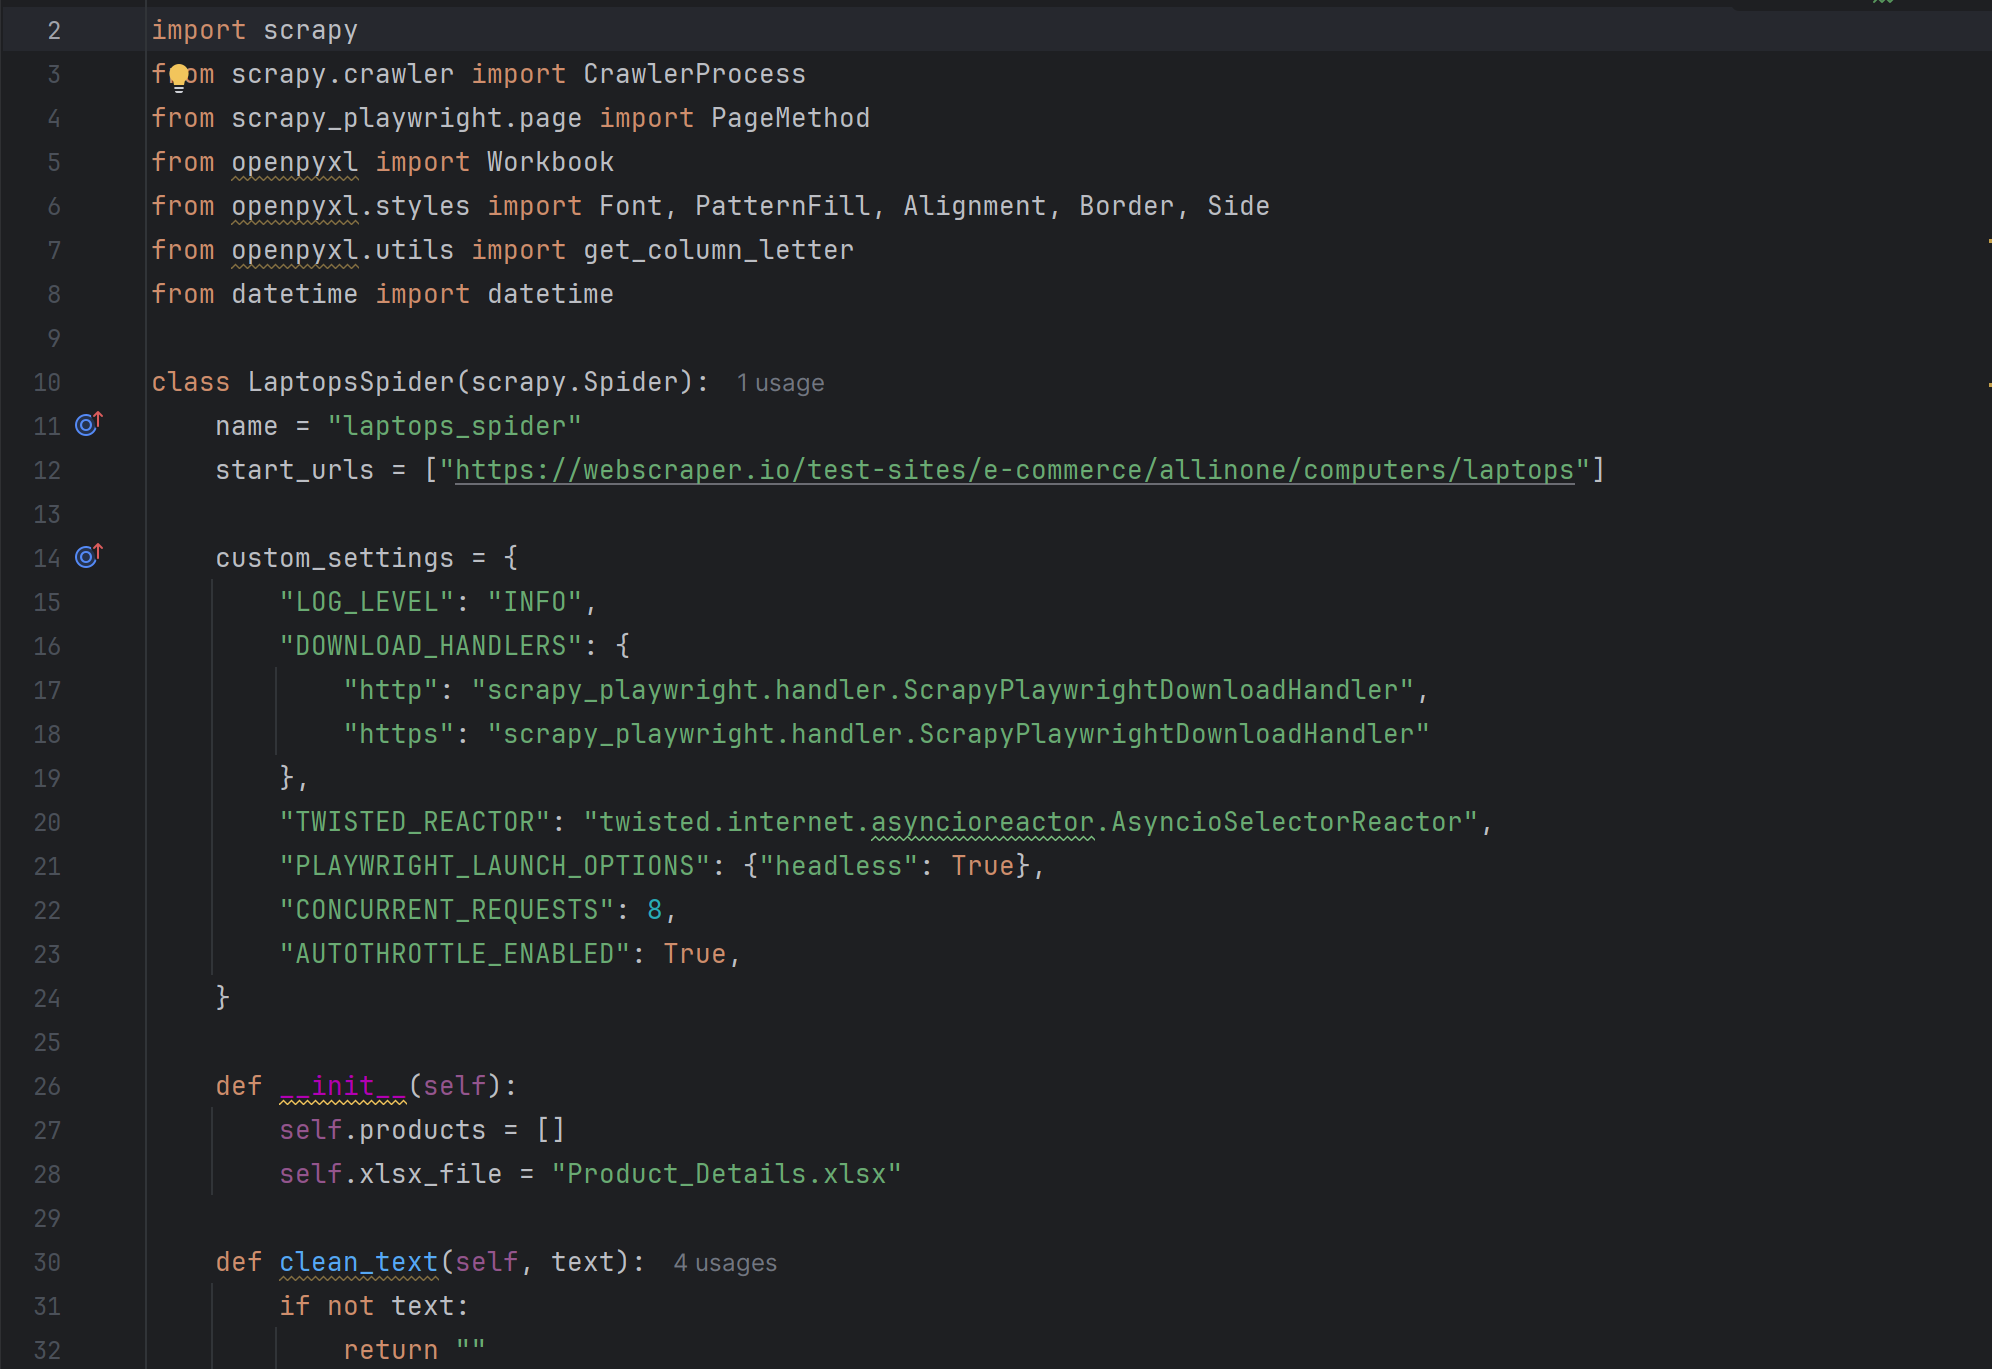 2 import scrapy
3 from scrapy.crawler import CrawlerProcess
4 from scrapy_playwright.page import PageMethod
5 from openpyxl import Workbook
6 from openpyxl.styles import Font, PatternFill, Alignment, Border, Side
7 from openpyxl.utils import get_column_letter
8 from datetime import datetime
9
10 class LaptopsSpider(scrapy.Spider): 1 usage
11     name = "laptops_spider"
12     start_urls = ["https://webscraper.io/test-sites/e-commerce/allinone/computers/laptops"]
13
14     custom_settings = {
15         "LOG_LEVEL": "INFO",
16         "DOWNLOAD_HANDLERS": {
17             "http": "scrapy_playwright.handler.ScrapyPlaywrightDownloadHandler",
18             "https": "scrapy_playwright.handler.ScrapyPlaywrightDownloadHandler"
19         },
20         "TWISTED_REACTOR": "twisted.internet.asyncioreactor.AsyncioSelectorReactor",
21         "PLAYWRIGHT_LAUNCH_OPTIONS": {"headless": True},
22         "CONCURRENT_REQUESTS": 8,
23         "AUTOTHROTTLE_ENABLED": True,
24     }
25
26     def __init__(self):
27         self.products = []
28         self.xlsx_file = "Product_Details.xlsx"
29
30     def clean_text(self, text): 4 usages
31         if not text:
32             return ""